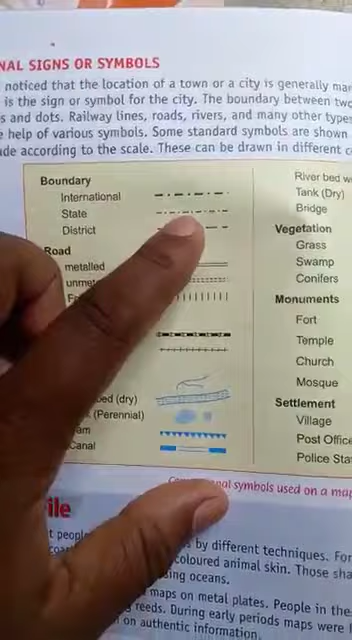 NAL SIGNS OR SYMBOLS
noticed that the location of a town or a city is generally mar
is the sign or symbol for the city. The boundary between two
s and dots. Railway lines, roads, rivers, and many other types
e help of various symbols. Some standard symbols are shown
de according to the scale. These can be drawn in different c
Boundary
International
State
District
Road
metalled
unmet
bed (dry)
(Perennial)
am
Canal
River bed w
Tank (Dry)
Bridge
Vegetation
Grass
Swamp
Conifers
Monuments
Fort
Temple
Church
Mosque
Settlement
Village
Post Office
Police Sta
nal symbols used on a map
ile
t people
s by different techniques. For
coloured animal skin. Those sha
sing oceans.
maps on metal plates. People in the
reeds. During early periods maps were
on authentic information.